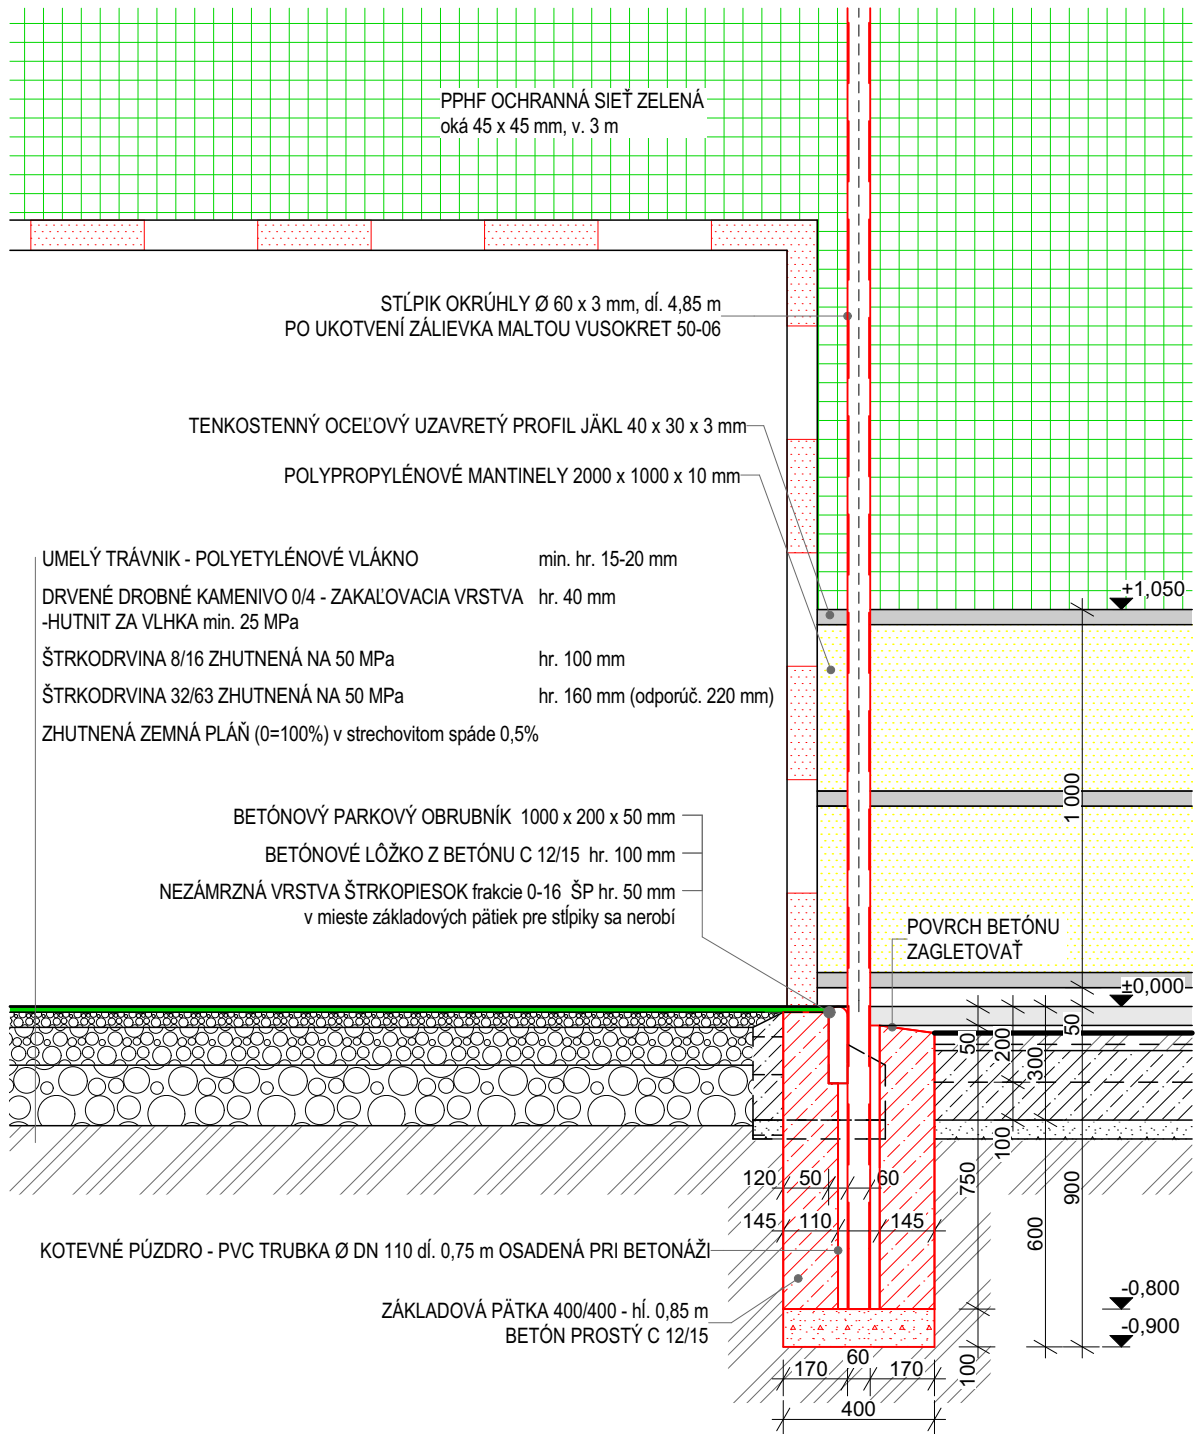 PPHF OCHRANNÁ SIEŤ ZELENÁ
oká 45 x 45 mm, v. 3 m
STĹPIK OKRÚHLY Ø 60 x 3 mm, dĺ. 4,85 m
PO UKOTVENÍ ZÁLIEVKA MALTOU VUSOKRET 50-06
TENKOSTENNÝ OCEĽOVÝ UZAVRETÝ PROFIL JÄKL 40 x 30 x 3 mm
POLYPROPYLÉNOVÉ MANTINELY 2000 x 1000 x 10 mm
UMELÝ TRÁVNIK - POLYETYLÉNOVÉ VLÁKNO min. hr. 15-20 mm
DRVENÉ DROBNÉ KAMENIVO 0/4 - ZAKAĽOVACIA VRSTVA hr. 40 mm
-HUTNIT ZA VLHKA min. 25 MPa
ŠTRKODRVINA 8/16 ZHUTNENÁ NA 50 MPa hr. 100 mm
ŠTRKODRVINA 32/63 ZHUTNENÁ NA 50 MPa hr. 160 mm (odporúč. 220 mm)
ZHUTNENÁ ZEMNÁ PLÁŇ (0=100%) v strechovitom spáde 0,5%
BETÓNOVÝ PARKOVÝ OBRUBNÍK 1000 x 200 x 50 mm
BETÓNOVÉ LÔŽKO Z BETÓNU C 12/15 hr. 100 mm
NEZÁMRZNÁ VRSTVA ŠTRKOPIESOK frakcie 0-16 ŠP hr. 50 mm
v mieste základových pätiek pre stĺpiky sa nerobí
+1,050
1 000
POVRCH BETÓNU
ZAGLETOVAŤ
±0,000
50
200
300
50
100
750
900
600
120 50 60
145 110 145
KOTEVNÉ PÚZDRO - PVC TRUBKA Ø DN 110 dĺ. 0,75 m OSADENÁ PRI BETONÁŽI
ZÁKLADOVÁ PÄTKA 400/400 - hĺ. 0,85 m
BETÓN PROSTÝ C 12/15
-0,800
-0,900
100
170 60 170
400